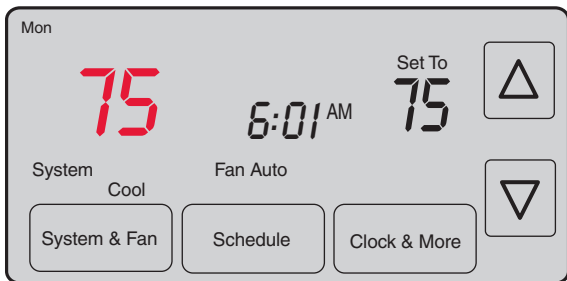 Mon
Set To
75 6:01 AM 75
System Fan Auto
Cool
System & Fan Schedule Clock & More